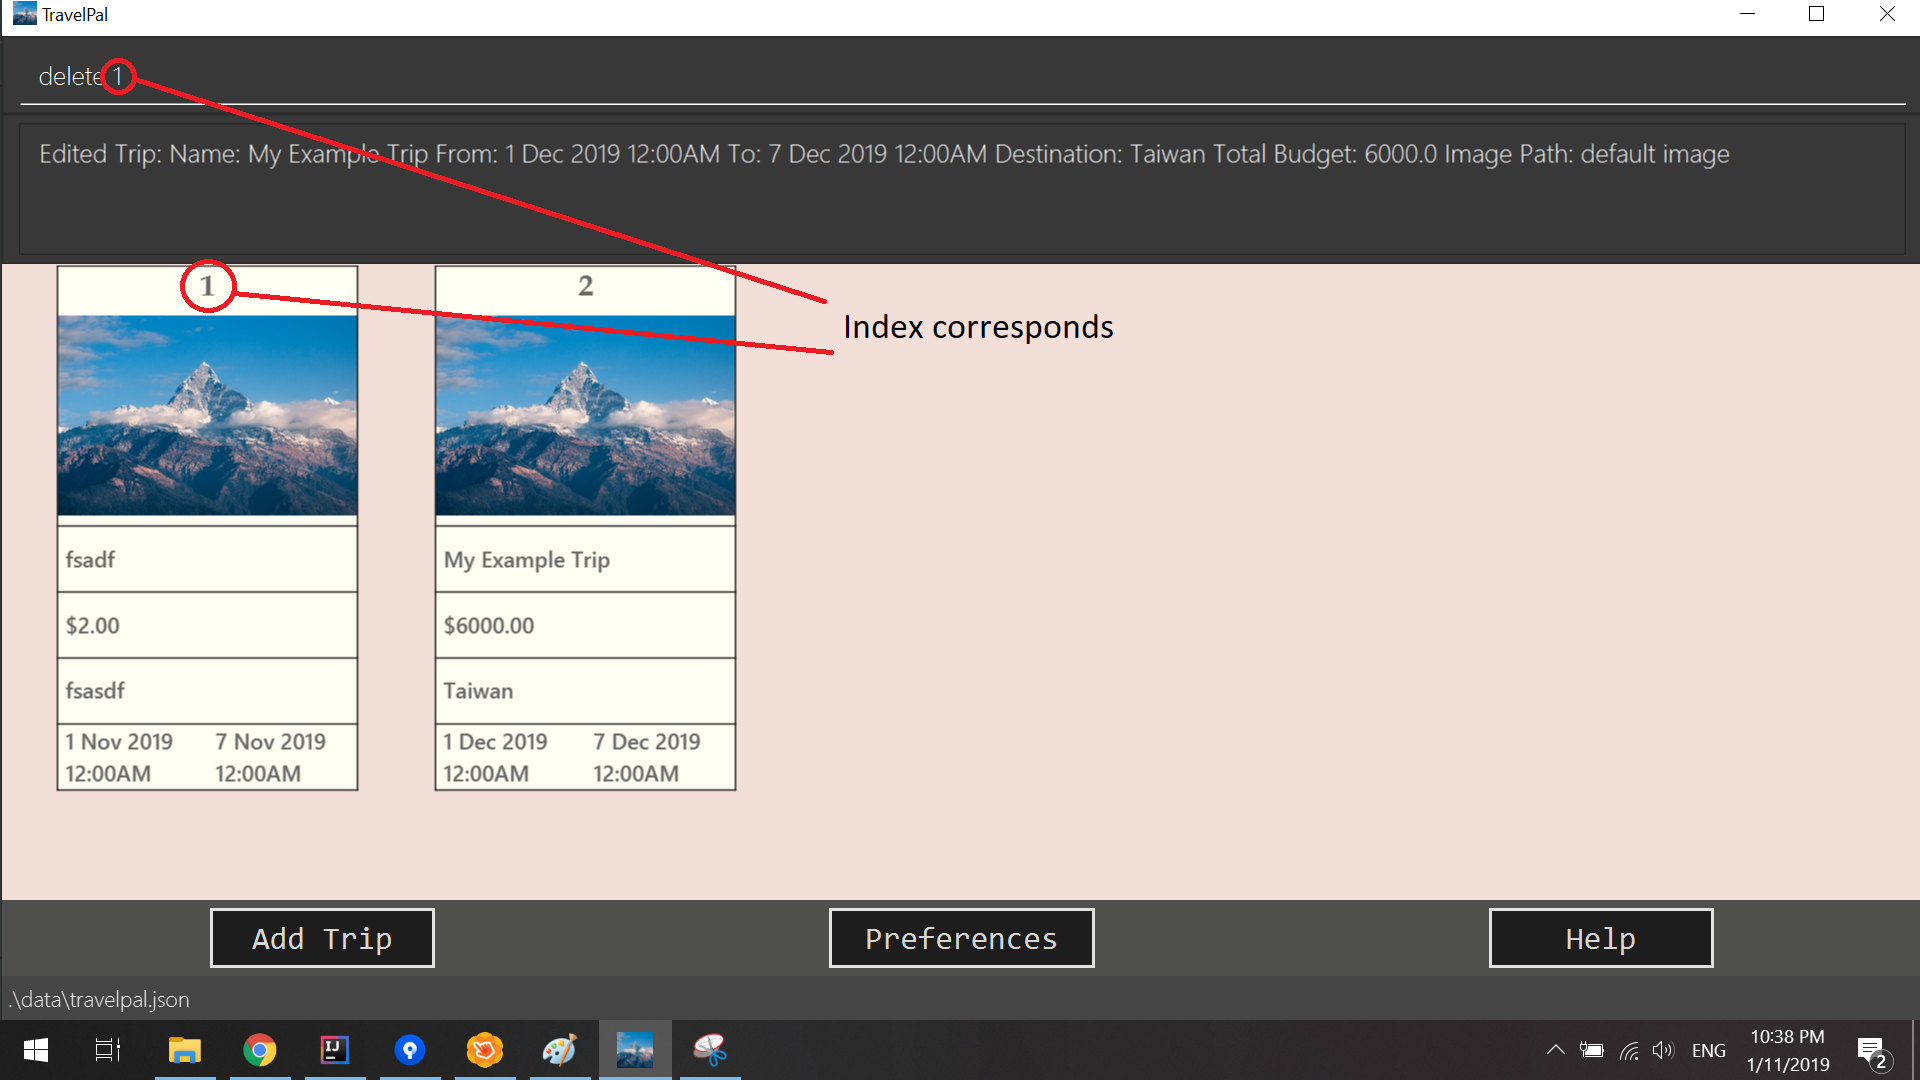 TravelPal
delete 1
Edited Trip: Name: My Example Trip From: 1 Dec 2019 12:00AM To: 7 Dec 2019 12:00AM Destination: Taiwan Total Budget: 6000.0 Image Path: default image
1
2
Index corresponds
fsadf
$2.00
fsasdf
1 Nov 2019 7 Nov 2019
12:00AM 12:00AM
My Example Trip
$6000.00
Taiwan
1 Dec 2019 7 Dec 2019
12:00AM 12:00AM
Add Trip
Preferences
Help
.\data\travelpal.json
IJ
ENG
10:38 PM
1/11/2019
2